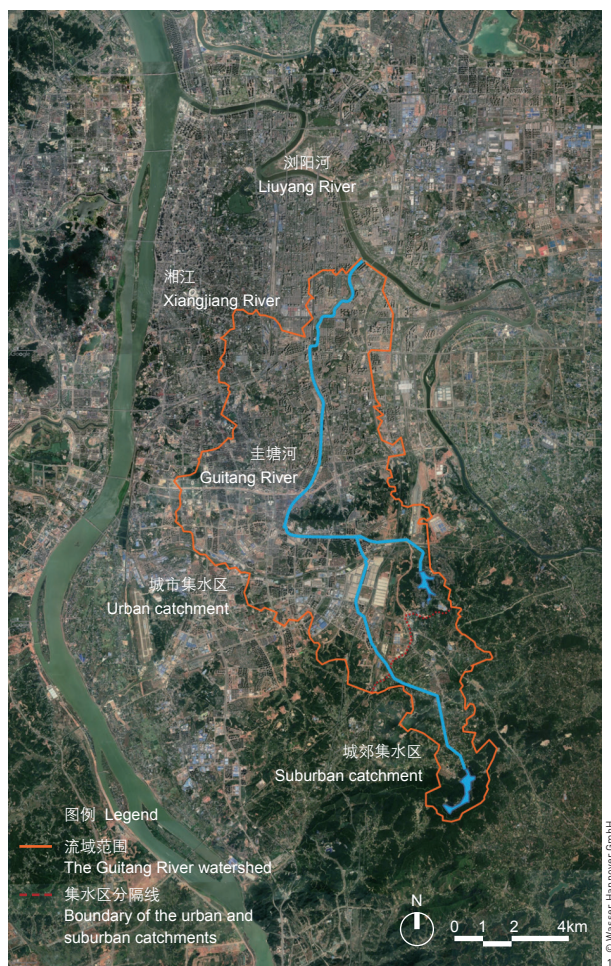 浏阳河
Liuyang River
湘江
Xiangjiang River
圭塘河
Guitang River
城市集水区
Urban catchment
城郊集水区
Suburban catchment
图例 Legend
流域范围
The Guitang River watershed
集水区分隔线
Boundary of the urban and
suburban catchments
N
0 1 2 4km
© Wasser Hannover GmbH
1